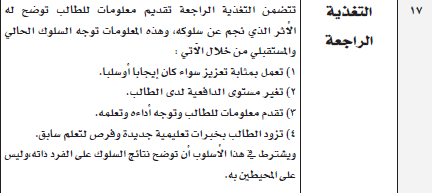 ١٧
التغذية
الراجعة
تتضمن التغذية الراجعة تقديم معلومات للطالب توضح له
الأثر الذي نجم عن سلوكه، وهذه المعلومات توجه السلوك الحالي
والمستقبلي من خلال الآتي :
١) تعمل بمثابة تعزيز سواء كان إيجابا أوسلبا.
٢) تغير مستوى الدافعية لدى الطالب.
٣) تقدم معلومات للطالب وتوجه أداءه وتعلمه.
٤) تزود الطالب بخبرات تعليمية جديدة وفرص لتعلم سابق.
ويشترط في هذا الأسلوب أن توضح نتائج السلوك على الفرد ذاته،وليس
على المحيطين به.